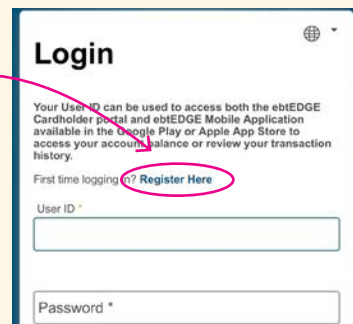 Login
Your User ID can be used to access both the ebtEDGE
Cardholder portal and ebtEDGE Mobile Application
available in the Google Play or Apple App Store to
access your account balance or review your transaction
history.
First time logging in? Register Here
User ID *
Password *